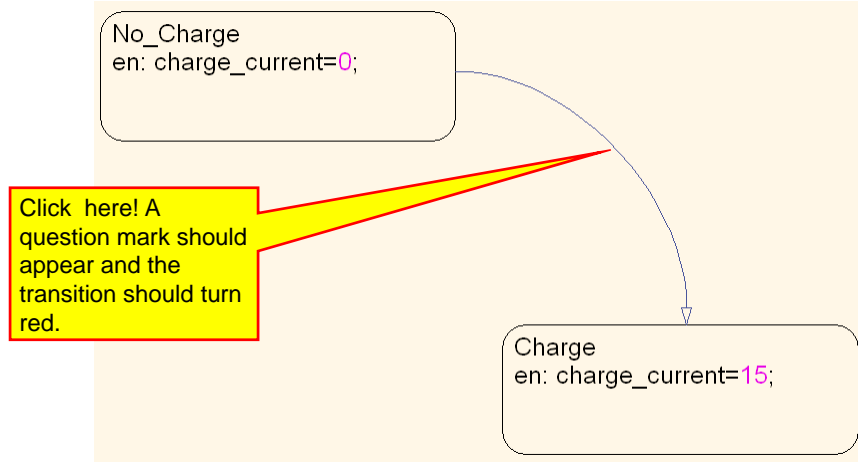 No_Charge
en: charge_current=0;
Click  here! A
question mark should
appear and the
transition should turn
red.
Charge
en: charge_current=15;